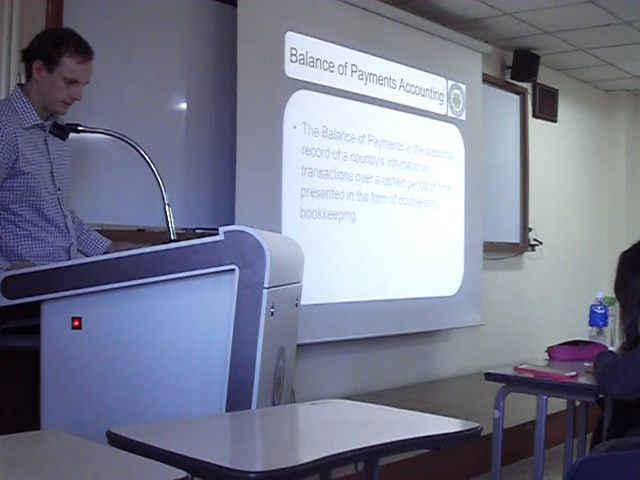 Balance of Payments Accounting
• The Balance of Payments is the statistical
record of a country's international
transactions over a certain period of time
presented in the form of double-entry
bookkeeping.